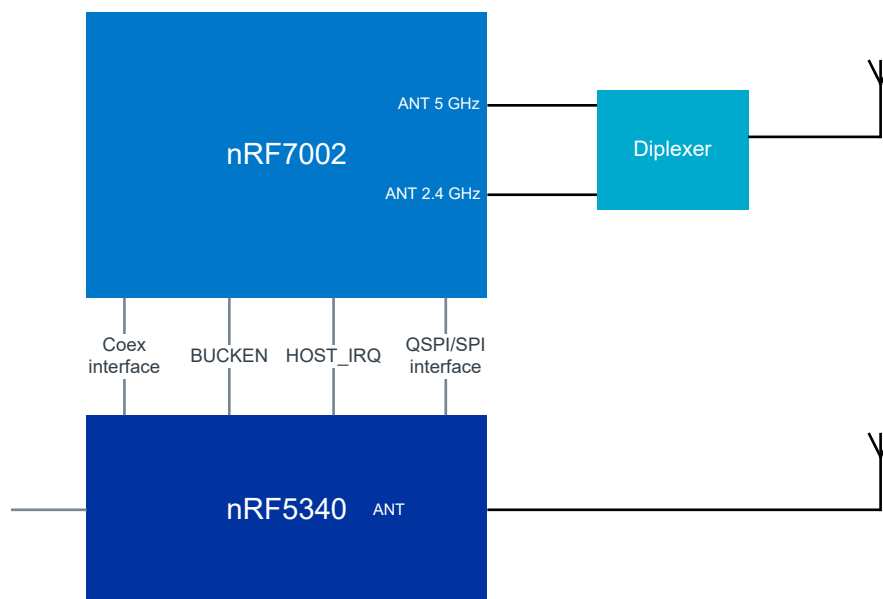 ANT 5 GHz
nRF7002
Diplexer
ANT 2.4 GHz
Coex
interface
BUCKEN
HOST_IRQ
QSPI/SPI
interface
nRF5340
ANT